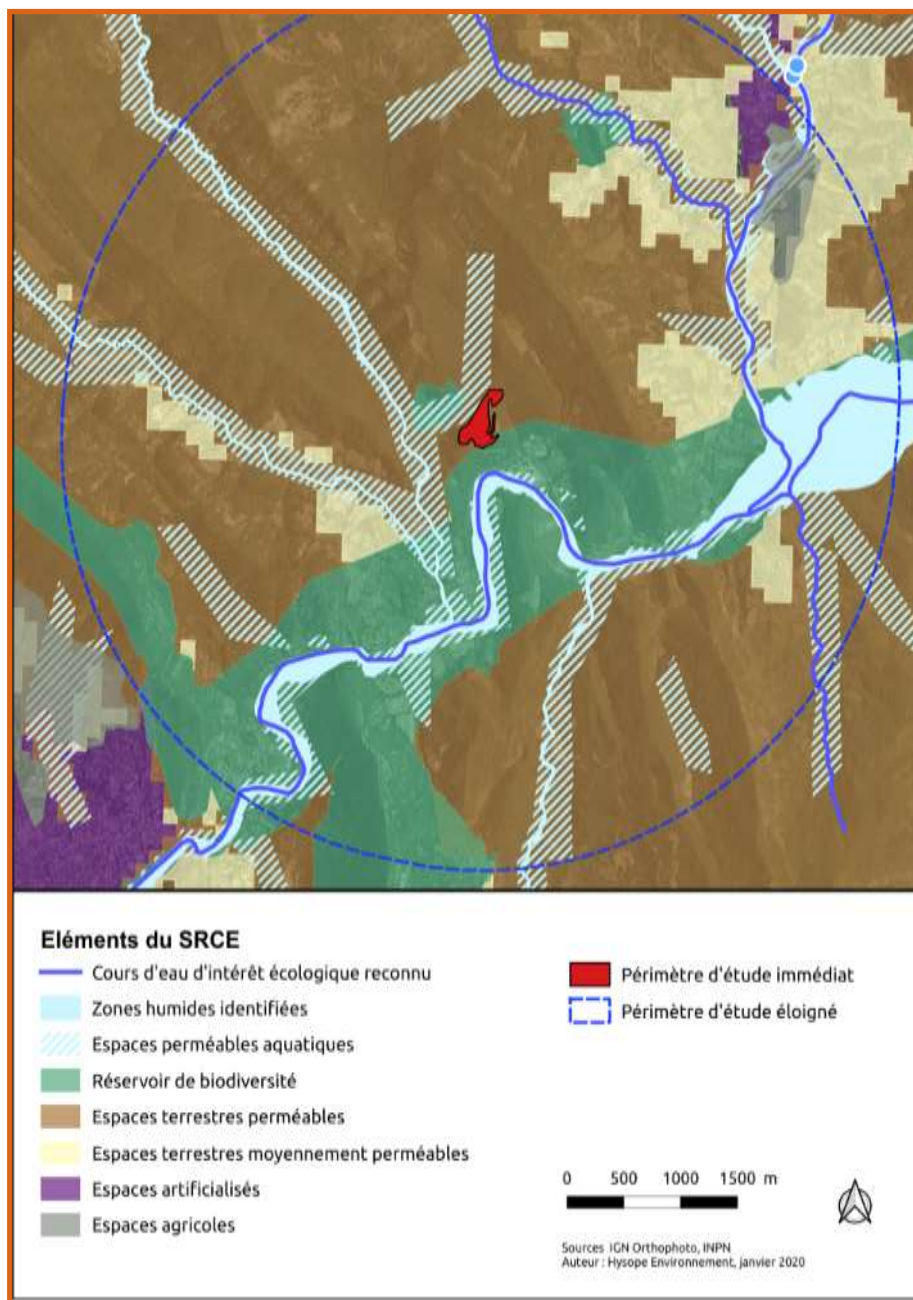 Eléments du SRCE
Cours d'eau d'intérêt écologique reconnu
Zones humides identifiées
Espaces perméables aquatiques
Réservoir de biodiversité
Espaces terrestres perméables
Espaces terrestres moyennement perméables
Espaces artificialisés
Espaces agricoles
Périmètre d'étude immédiat
Périmètre d'étude éloigné
0 500 1000 1500 m
Sources IGN Orthophoto, INPN
Auteur : Hysope Environnement, janvier 2020